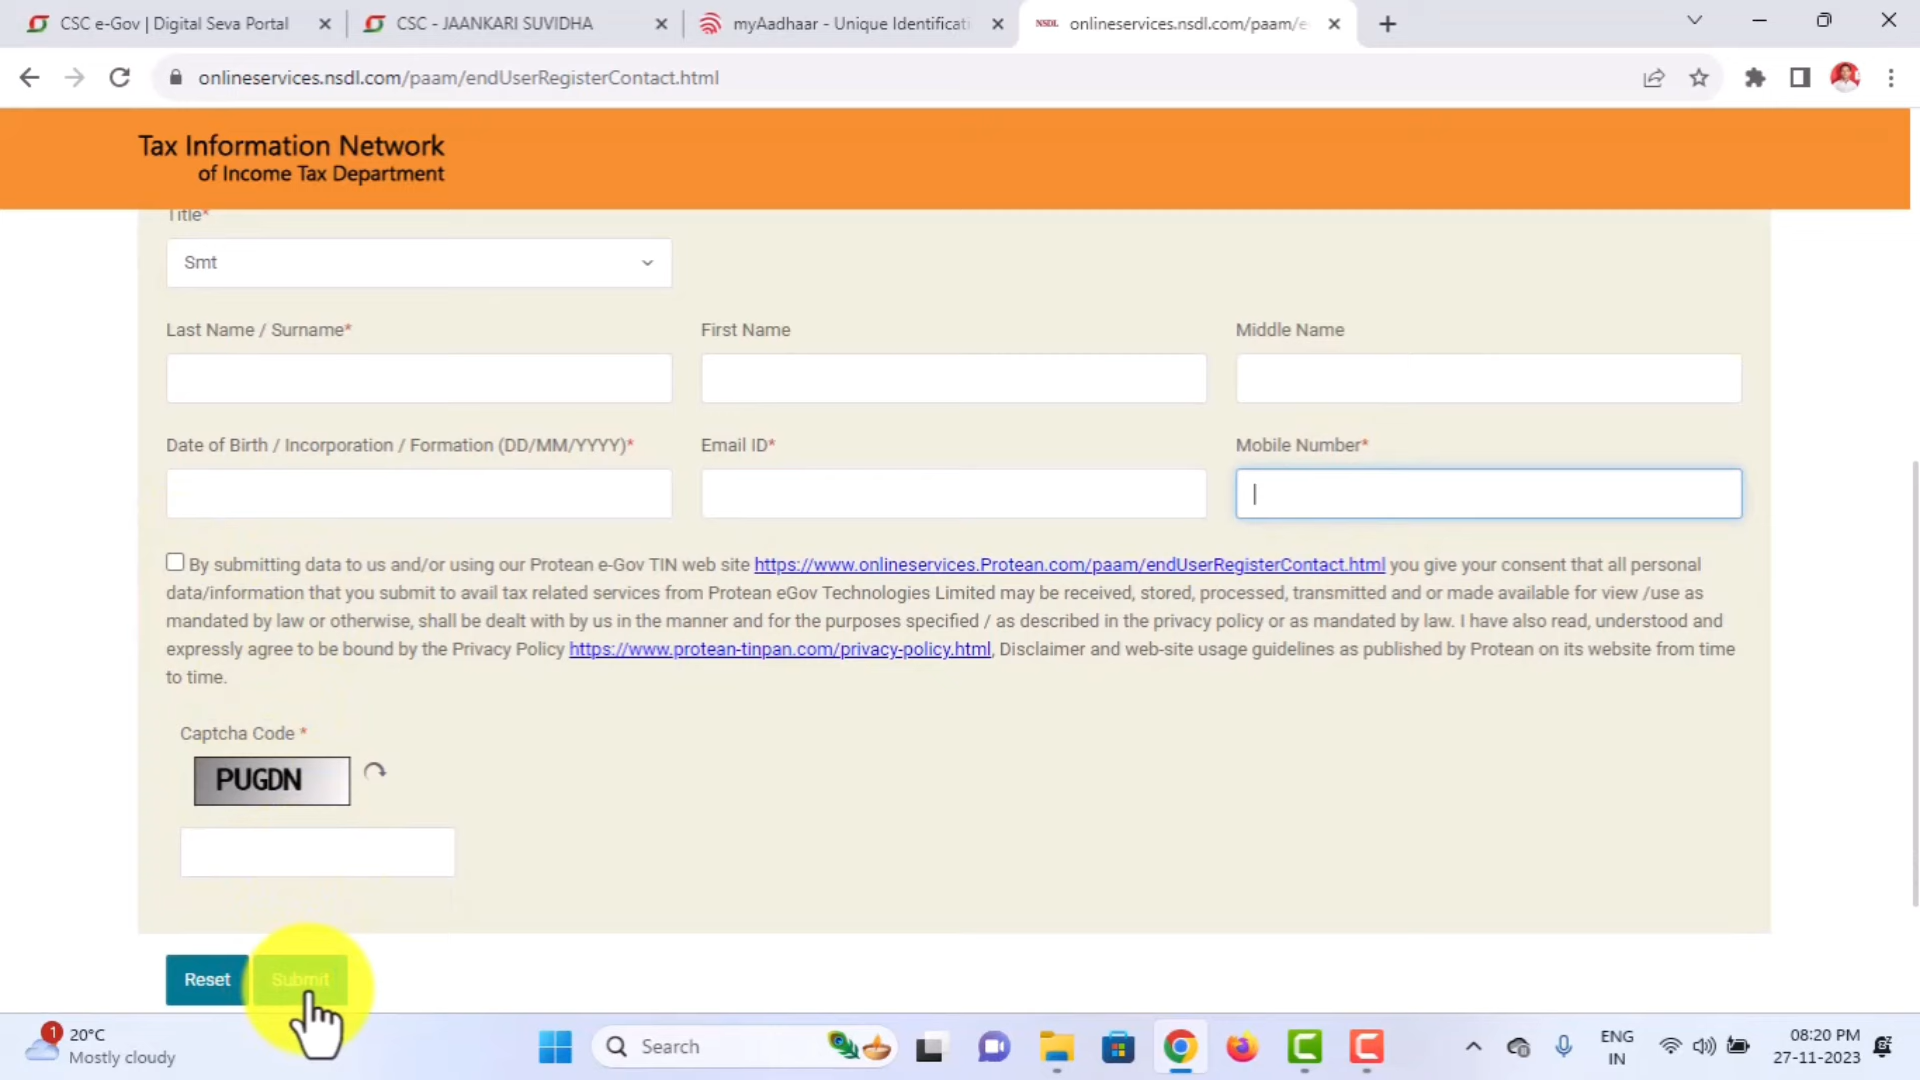 CSC e-Gov | Digital Seva Portal
CSC - JAANKARI SUVIDHA
myAadhaar - Unique Identificati
NSDL onlineservices.nsdl.com/paam/e
onlineservices.nsdl.com/paam/endUserRegisterContact.html
Tax Information Network
of Income Tax Department
Title*
Smt
Last Name / Surname* First Name Middle Name
Date of Birth / Incorporation / Formation (DD/MM/YYYY)* Email ID* Mobile Number*
By submitting data to us and/or using our Protean e-Gov TIN web site https://www.onlineservices.Protean.com/paam/endUserRegisterContact.html you give your consent that all personal
data/information that you submit to avail tax related services from Protean eGov Technologies Limited may be received, stored, processed, transmitted and or made available for view /use as
mandated by law or otherwise, shall be dealt with by us in the manner and for the purposes specified / as described in the privacy policy or as mandated by law. I have also read, understood and
expressly agree to be bound by the Privacy Policy https://www.protean-tinpan.com/privacy-policy.html, Disclaimer and web-site usage guidelines as published by Protean on its website from time
to time.
Captcha Code *
PUGDN
Reset Submit
1
20°C
Mostly cloudy
Search
ENG
IN
08:20 PM
27-11-2023